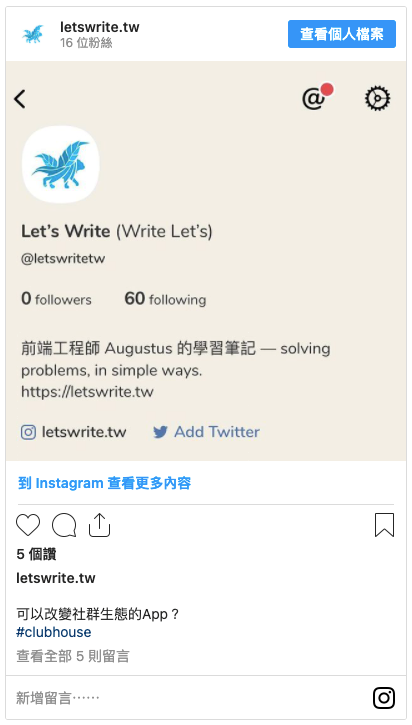 letswrite.tw
16 位粉絲
查看個人檔案
Let's Write (Write Let's)
@letswritetw
0 followers 60 following
前端工程師 Augustus 的學習筆記 — solving
problems, in simple ways.
https://letswrite.tw
letswrite.tw Add Twitter
到 Instagram 查看更多內容
5 個讚
letswrite.tw
可以改變社群生態的App？
#clubhouse
查看全部 5 則留言
新增留言⋯⋯